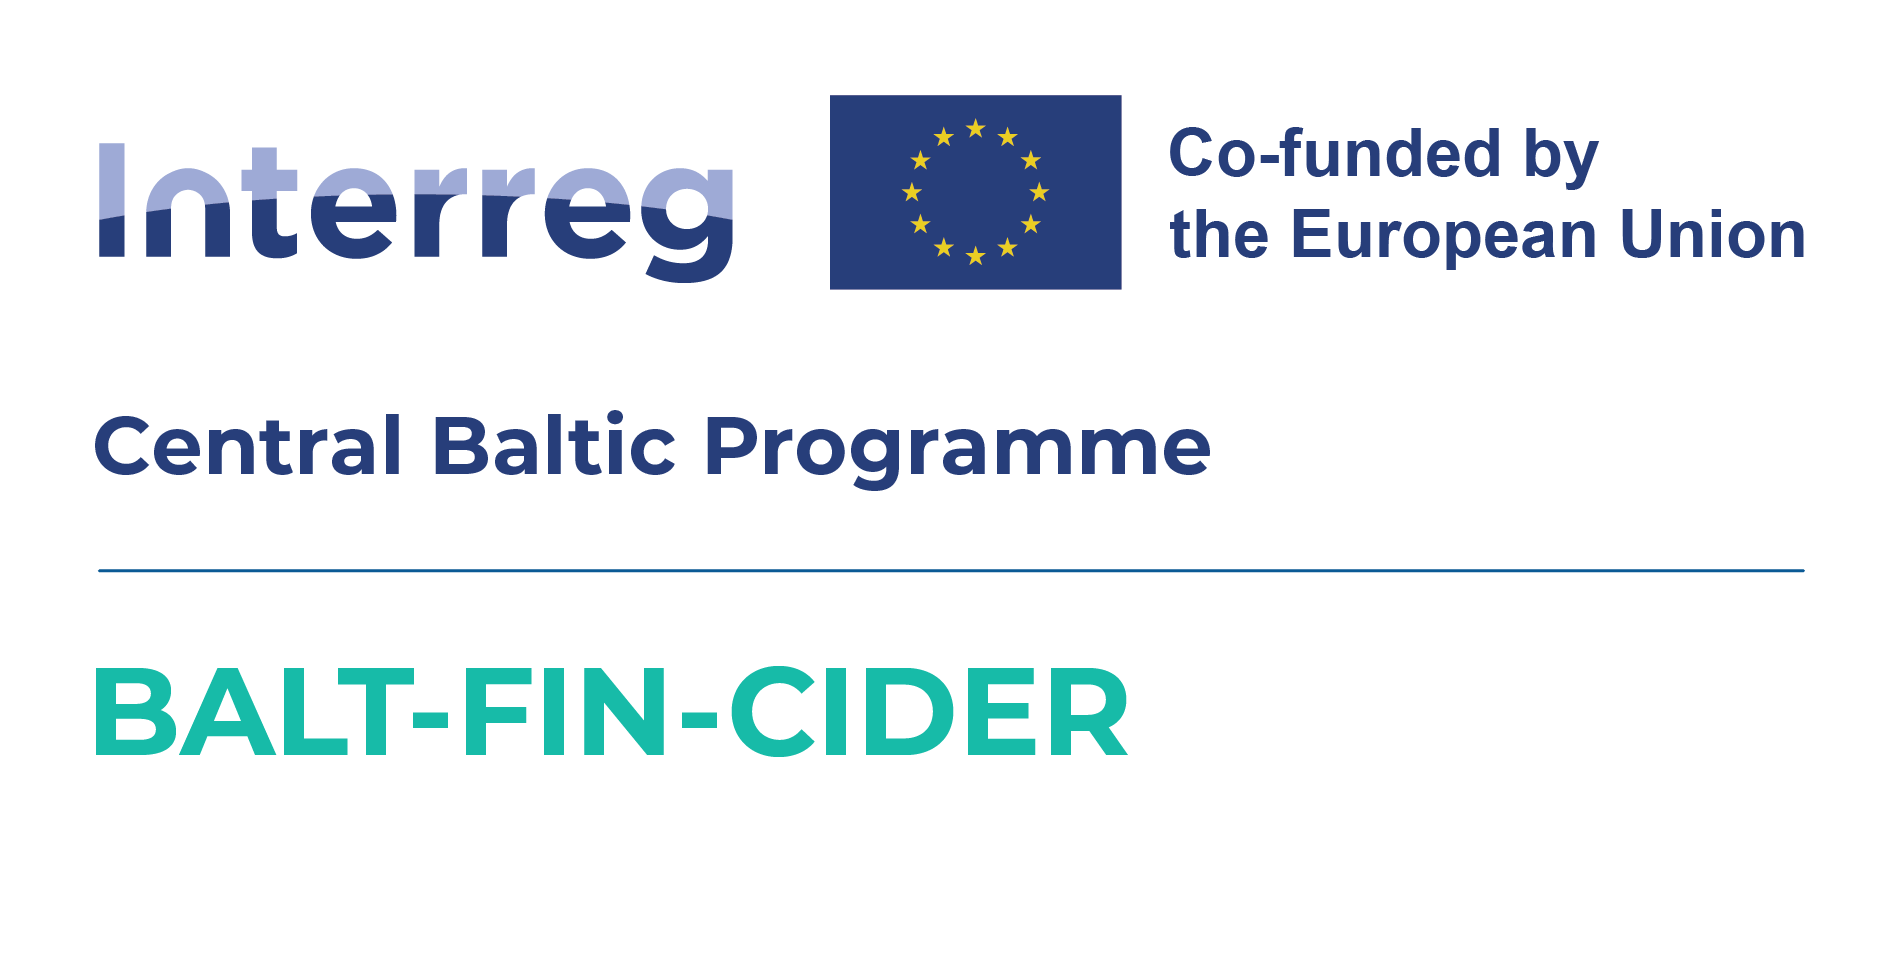 Interreg
Co-funded by
the European Union
Central Baltic Programme
BALT-FIN-CIDER